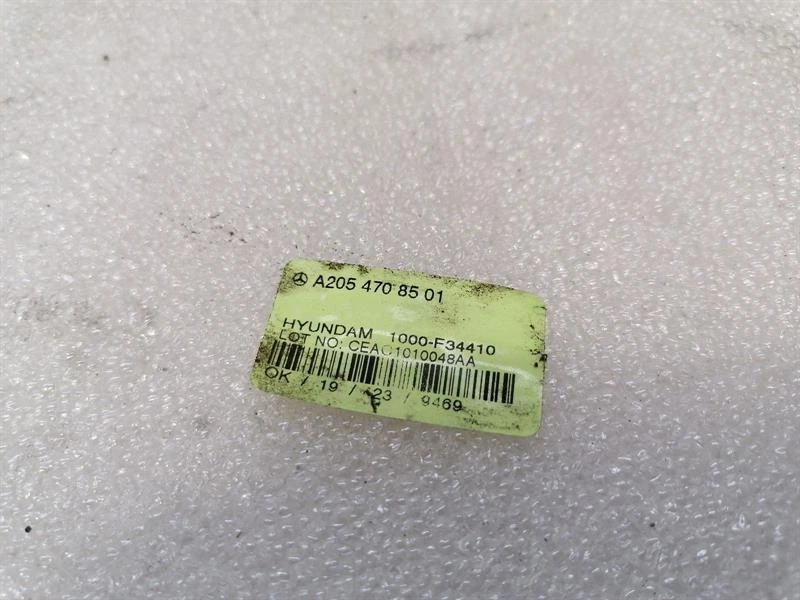 A205 470 85 01
HYUNDAM 1000-F34410
LOT NO: CEAC1010048AA
OK / 19 / 23 / 9469